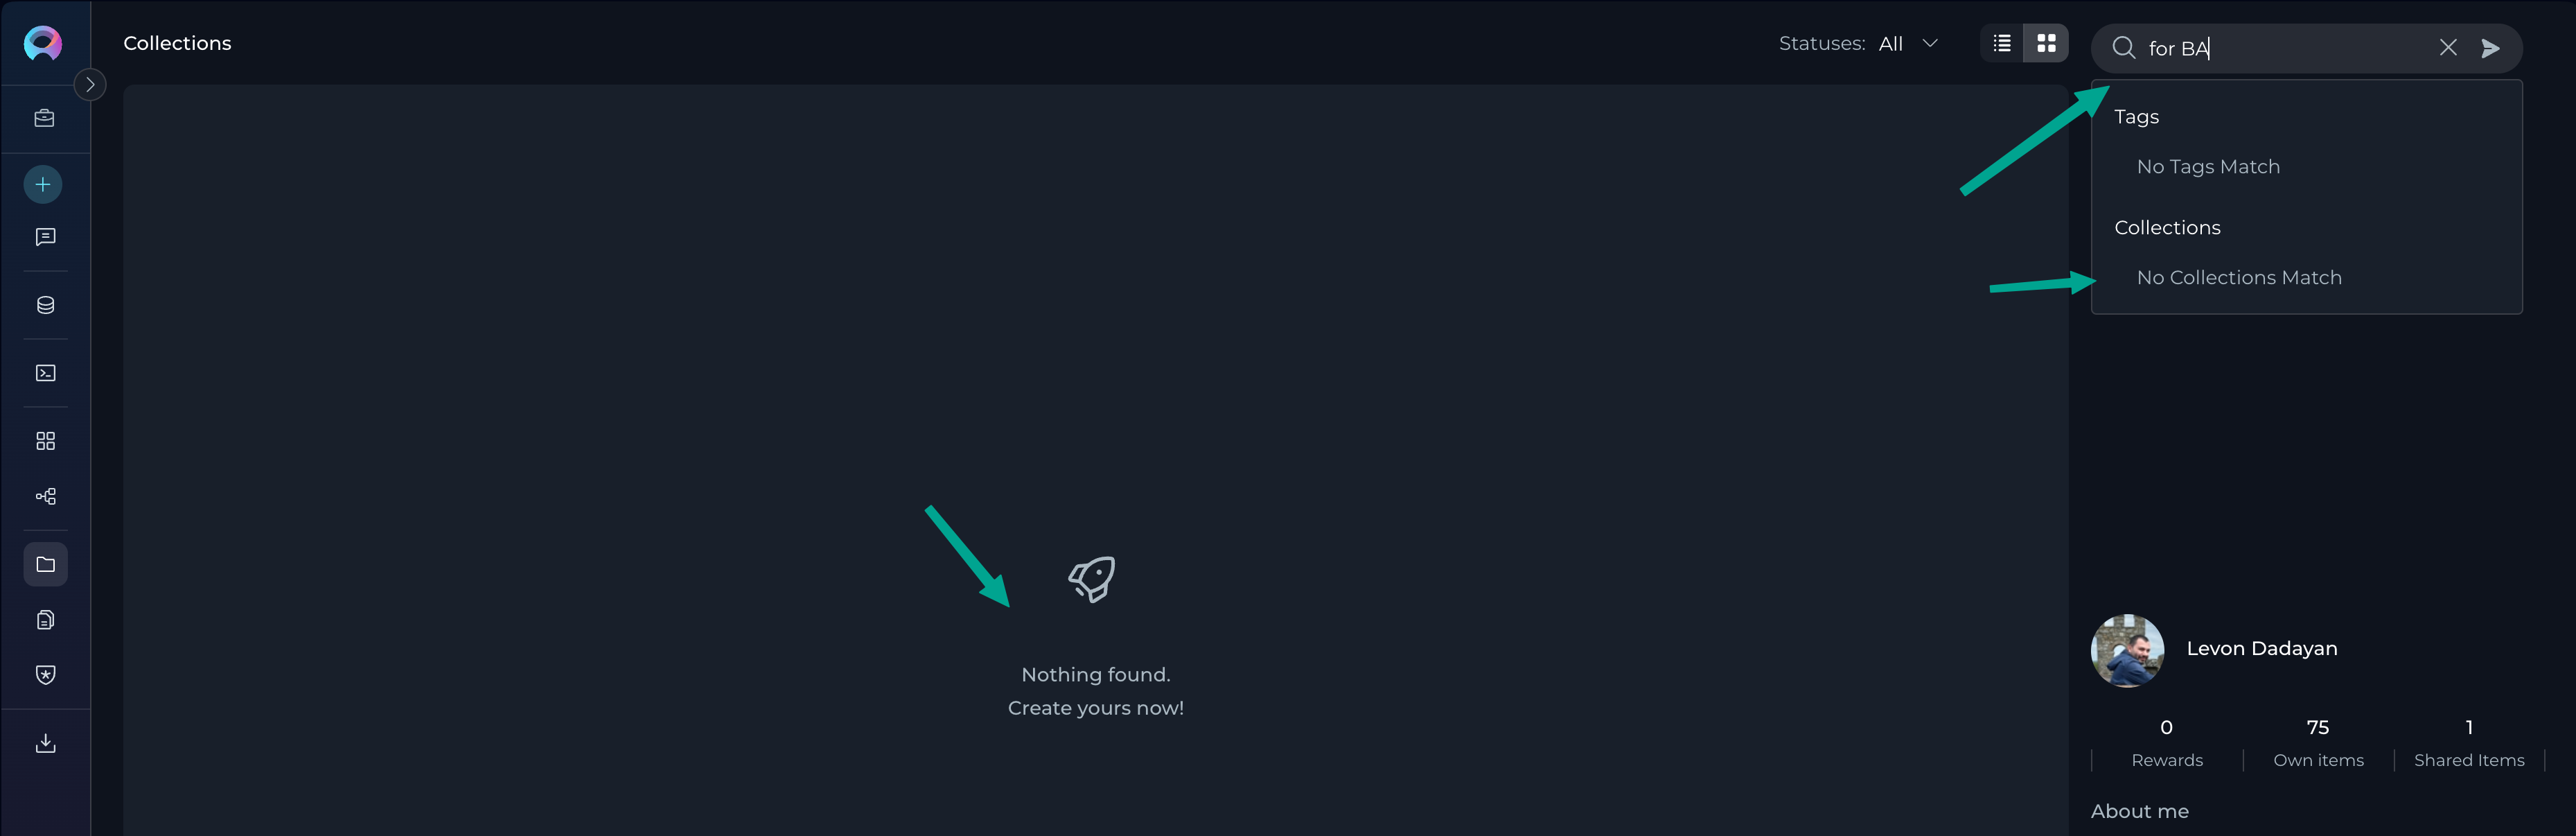 Collections
Statuses: All
for BA
Tags
No Tags Match
Collections
No Collections Match
Nothing found.
Create yours now!
Levon Dadayan
0 75 1
Rewards Own items Shared Items
About me